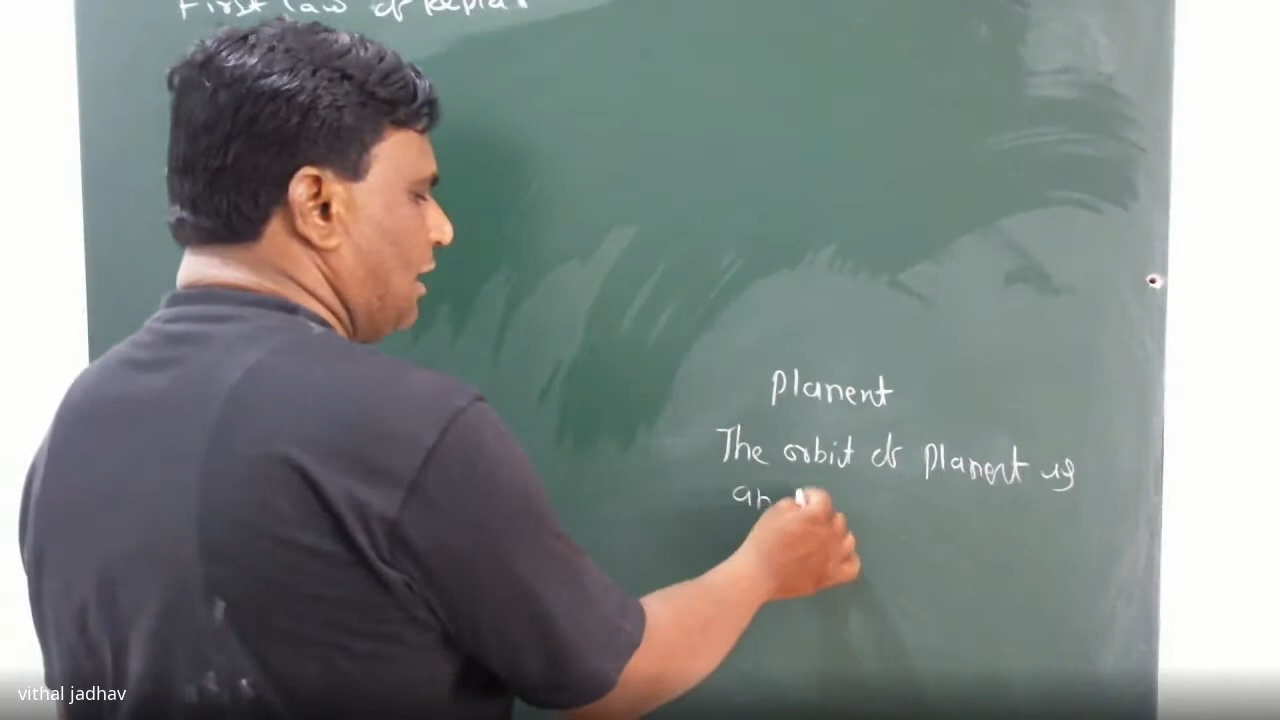 First law of Keplar
planent
The orbit of planent is
an
vithal jadhav